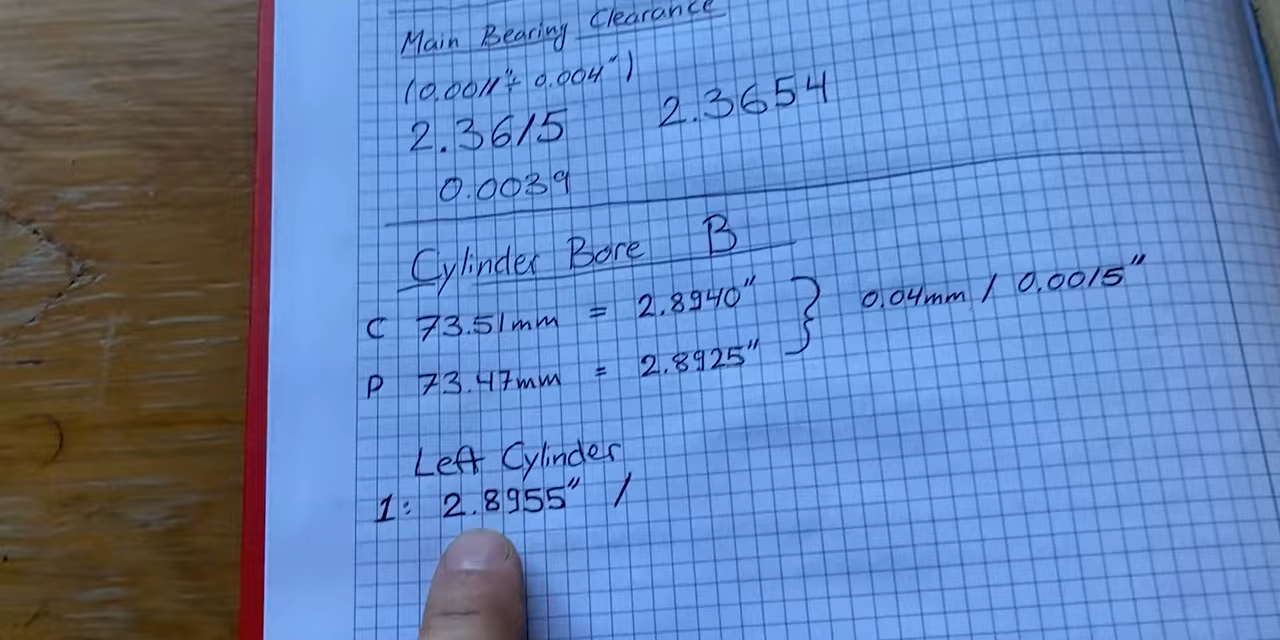 Main Bearing Clearance
(0.0011"- 0.004")
2.3615 2.3654
0.0039
Cylinder Bore B
C 73.51mm = 2.8940" } 0.04mm / 0.0015"
P 73.47mm = 2.8925"
Left Cylinder
1: 2.8955" /